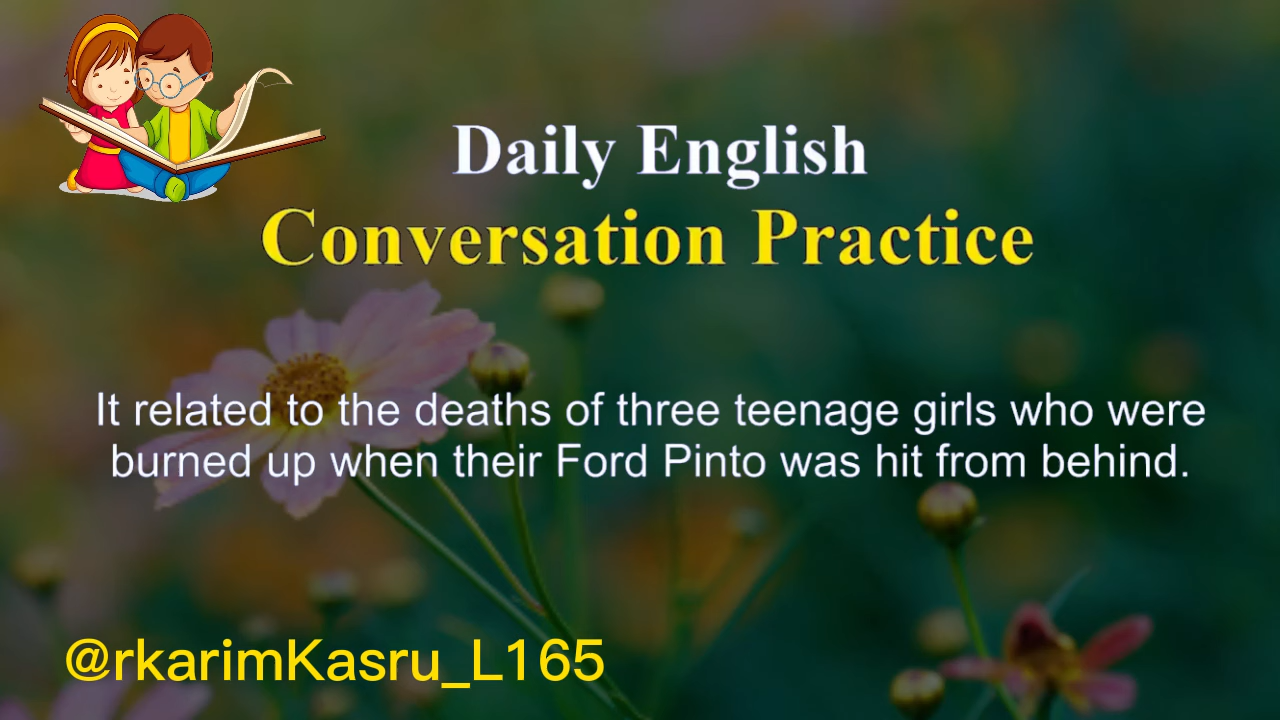 Daily English
Conversation Practice
It related to the deaths of three teenage girls who were
burned up when their Ford Pinto was hit from behind.
@rkarimKasru_L165